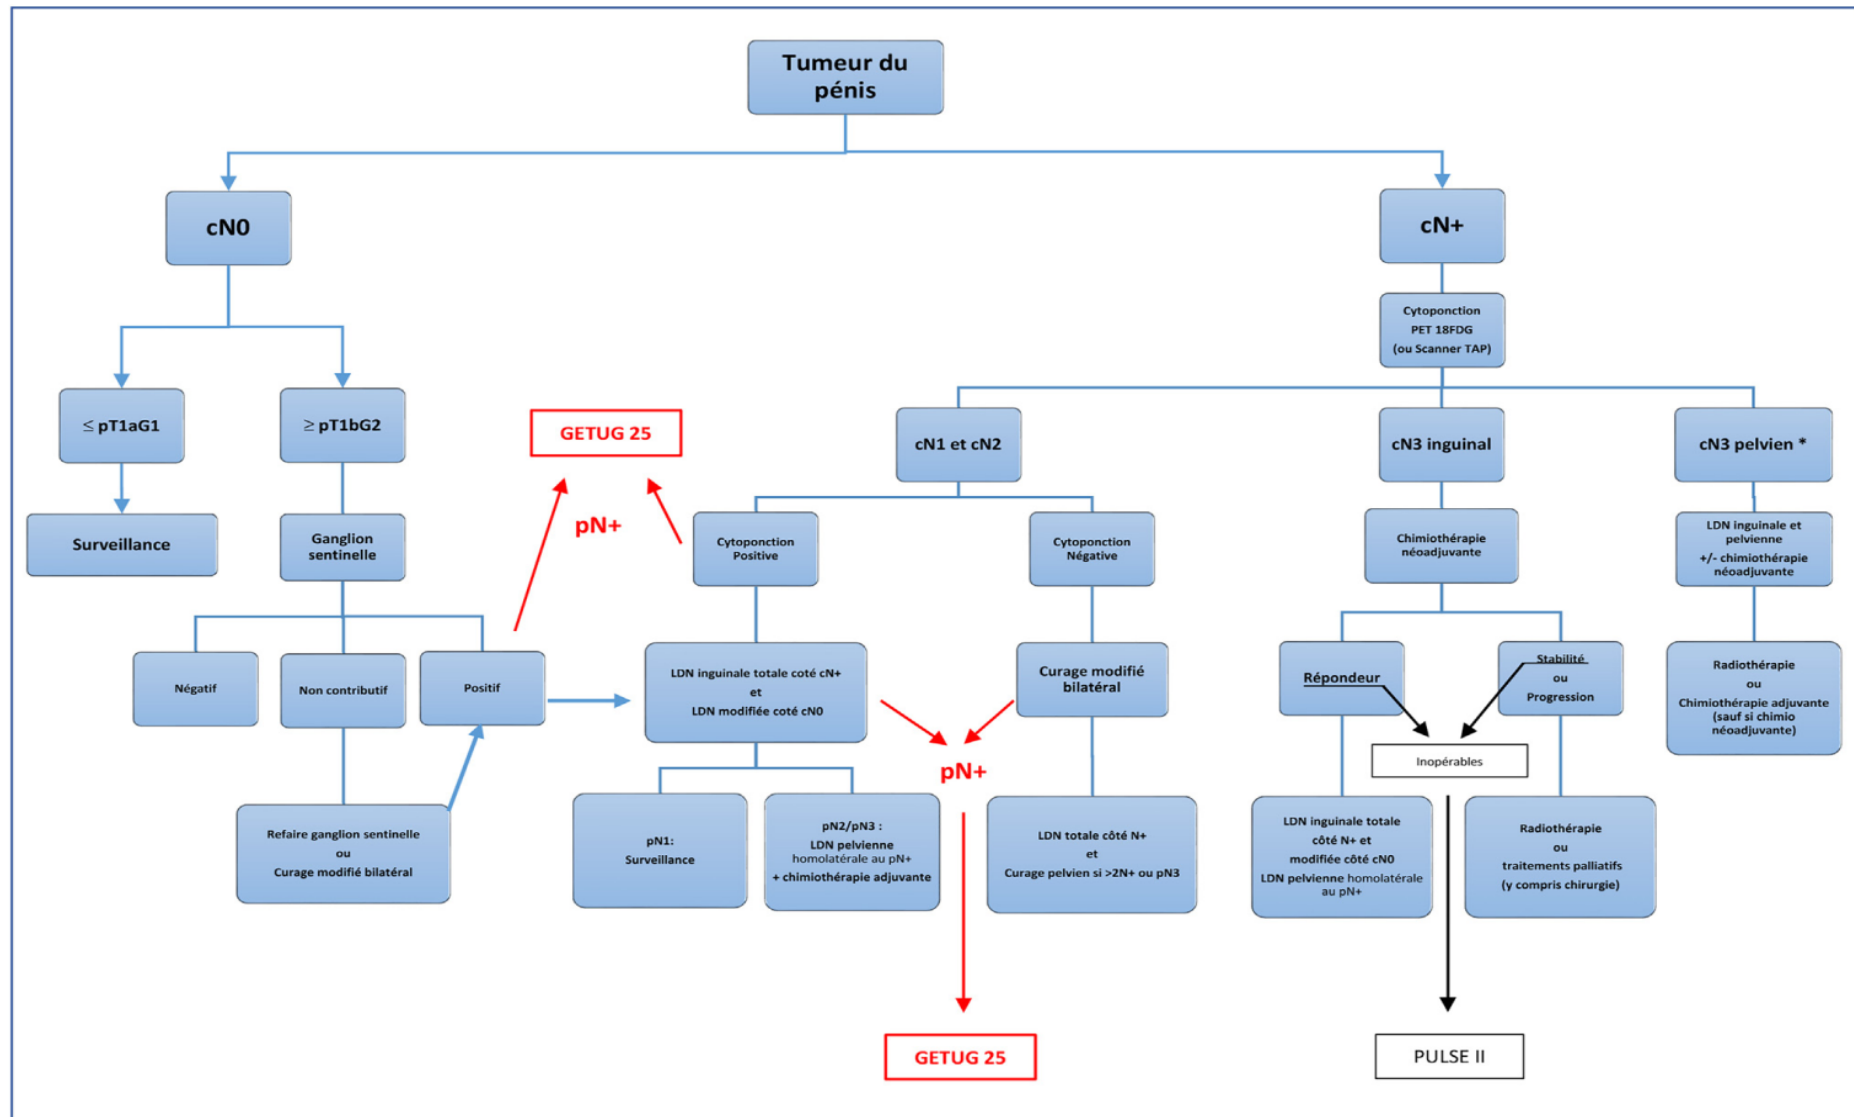 Tumeur du
pénis
cN0
cN+
Cytoponction
PET 18FDG
(ou Scanner TAP)
≤ pT1aG1
≥ pT1bG2
GETUG 25
cN1 et cN2
cN3 inguinal
cN3 pelvien *
pN+
Surveillance
Ganglion
sentinelle
Cytoponction
Positive
Cytoponction
Négative
Chimiothérapie
néoadjuvante
LDN inguinale et
pelvienne
+/- chimiothérapie
néoadjuvante
Négatif
Non contributif
Positif
LDN inguinale totale coté cN+
et
LDN modifiée coté cN0
Curage modifié
bilatéral
Répondeur
Stabilité
ou
Progression
Radiothérapie
ou
Chimiothérapie adjuvante
(sauf si chimio
néoadjuvante)
Inopérables
pN+
Refaire ganglion sentinelle
ou
Curage modifié bilatéral
pN1:
Surveillance
pN2/pN3 :
LDN pelvienne
homolatérale au pN+
+ chimiothérapie adjuvante
LDN totale côté N+
et
Curage pelvien si >2N+ ou pN3
LDN inguinale totale
côté N+ et
modifiée côté cN0
LDN pelvienne homolatérale
au pN+
Radiothérapie
ou
traitements palliatifs
(y compris chirurgie)
GETUG 25
PULSE II